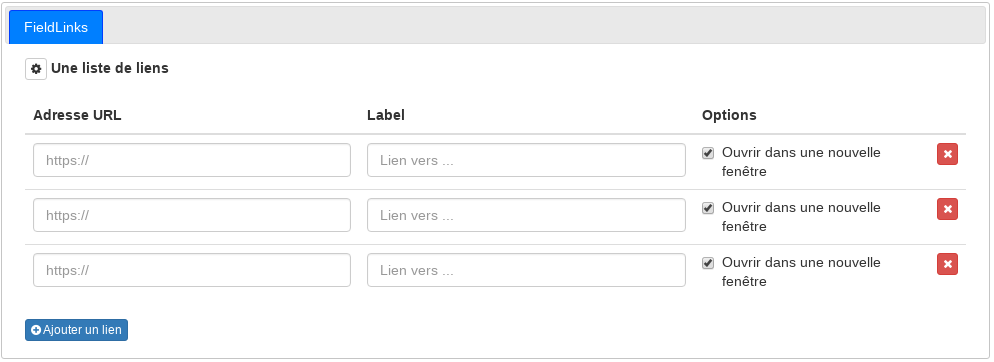 FieldLinks
Une liste de liens
Adresse URL Label Options
https:// Lien vers ... Ouvrir dans une nouvelle
fenêtre
https:// Lien vers ... Ouvrir dans une nouvelle
fenêtre
https:// Lien vers ... Ouvrir dans une nouvelle
fenêtre
Ajouter un lien